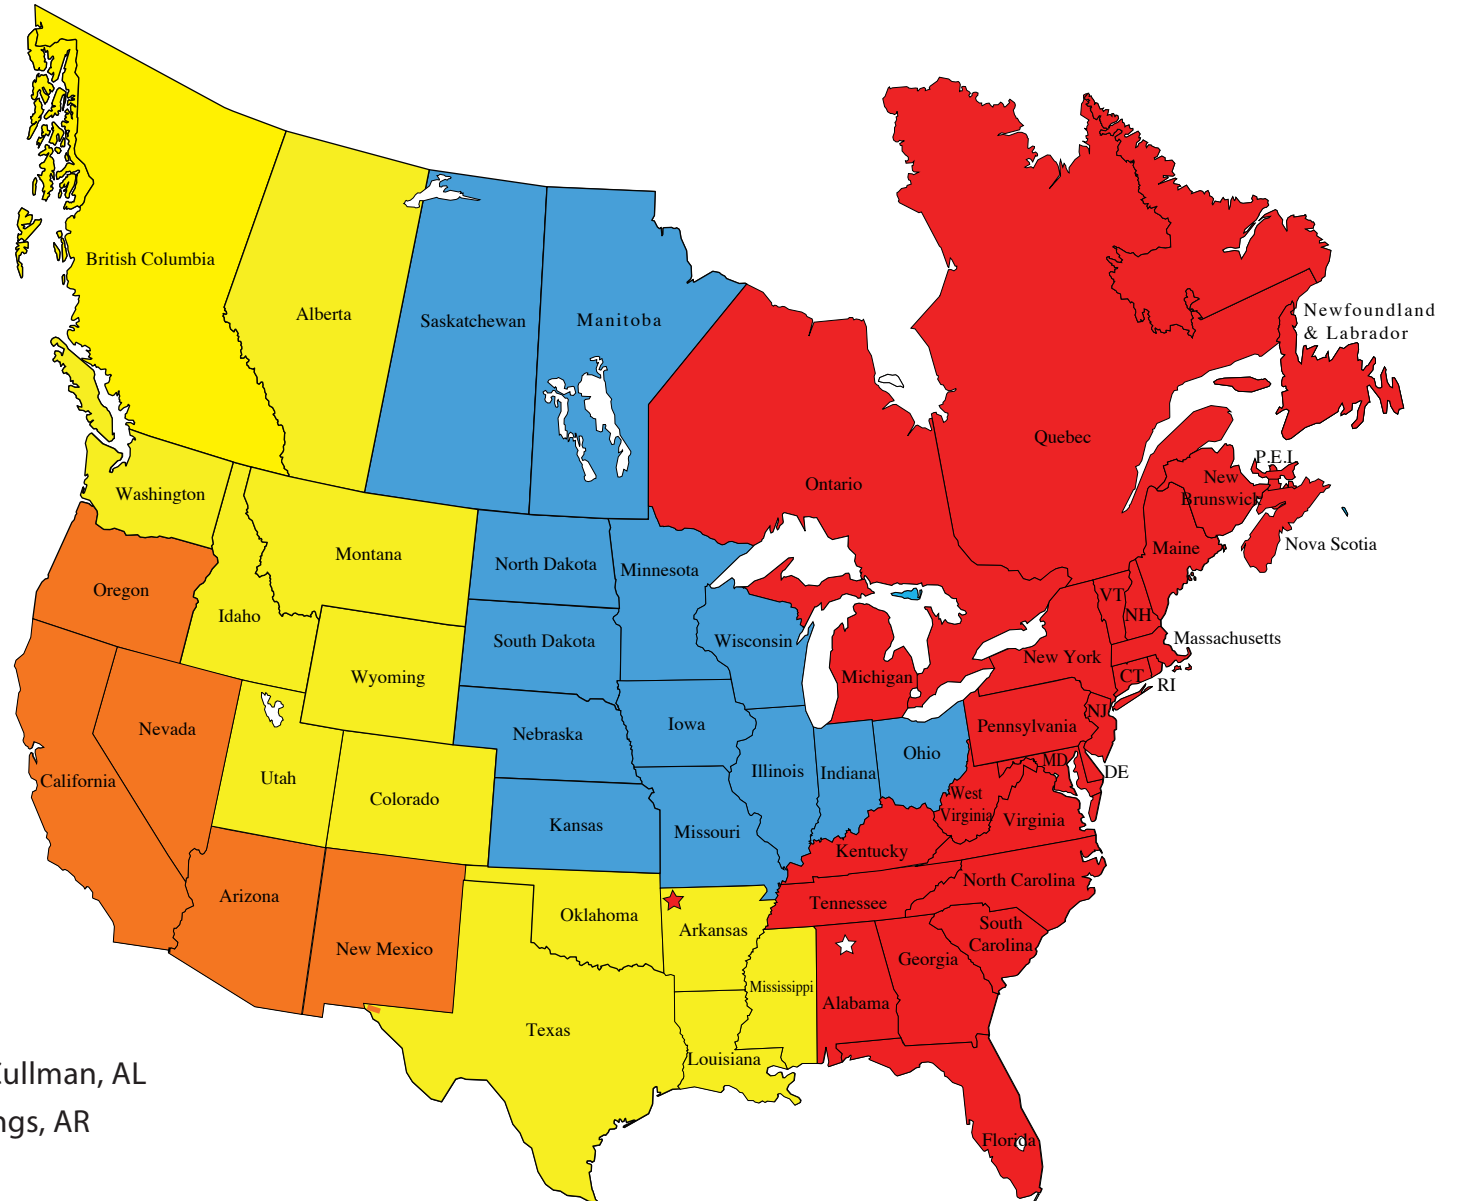 British Columbia
Alberta
Saskatchewan
Manitoba
Newfoundland
& Labrador
Quebec
Ontario
P.E.I.
New
Brunswick
Nova Scotia
Maine
Washington
Montana
North Dakota
Minnesota
Oregon
Idaho
VT
NH
Massachusetts
South Dakota
Wisconsin
New York
Wyoming
Michigan
CT
RI
Nevada
Nebraska
Iowa
Pennsylvania
NJ
California
Utah
Colorado
Illinois
Indiana
Ohio
MD
DE
West
Virginia
Virginia
Kansas
Missouri
Kentucky
Arizona
New Mexico
Oklahoma
Arkansas
Tennessee
North Carolina
South
Carolina
Georgia
Mississippi
Alabama
Texas
Louisiana
Florida
Cullman, AL
ngs, AR